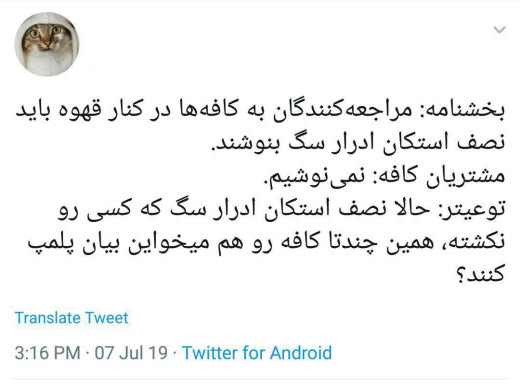 بخشنامه: مراجعه‌کنندگان به کافه‌ها در کنار قهوه باید
نصف استکان ادرار سگ بنوشند.
مشتریان کافه: نمی‌نوشیم.
توعیتر: حالا نصف استکان ادرار سگ که کسی رو
نکشته، همین چندتا کافه رو هم میخواین بیان پلمپ
کنند؟
Translate Tweet
3:16 PM · 07 Jul 19 · Twitter for Android